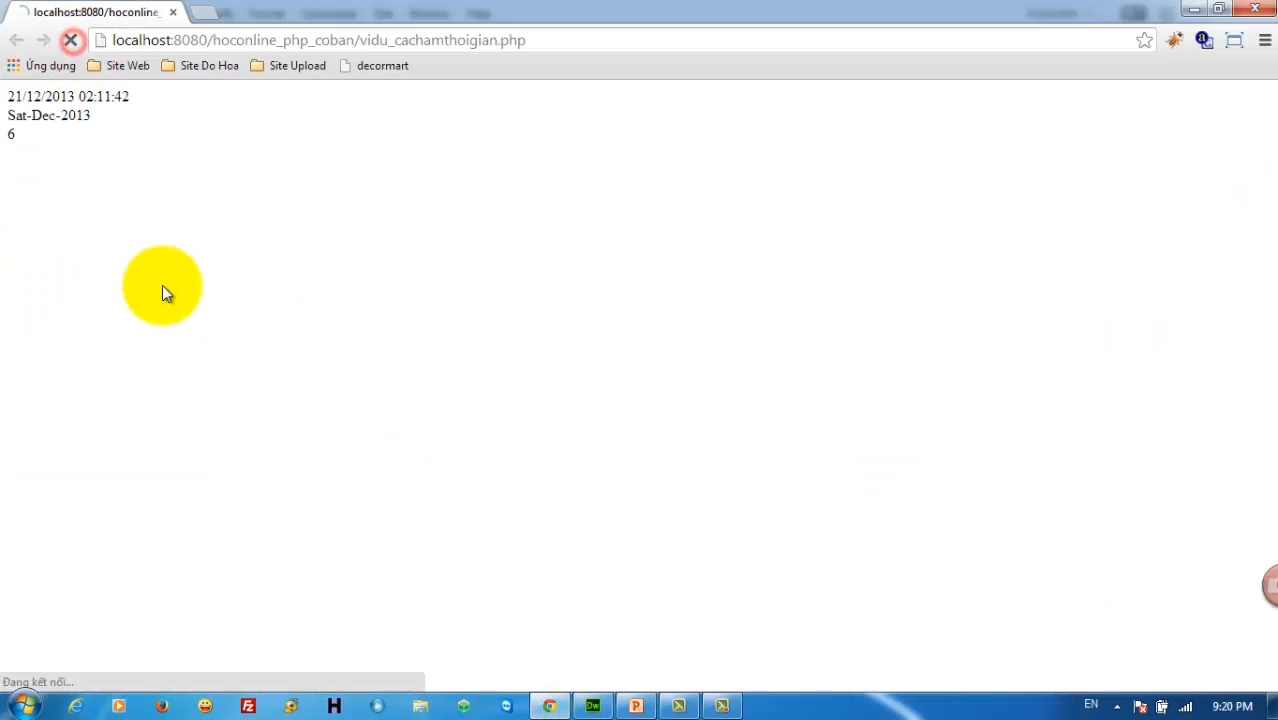 localhost:8080/hoconline_
localhost:8080/hoconline_php_coban/vidu_cachamthoigian.php
Ứng dụng
Site Web
Site Do Hoa
Site Upload
decormart
21/12/2013 02:11:42
Sat-Dec-2013
6
Đang kết nối...
EN
9:20 PM